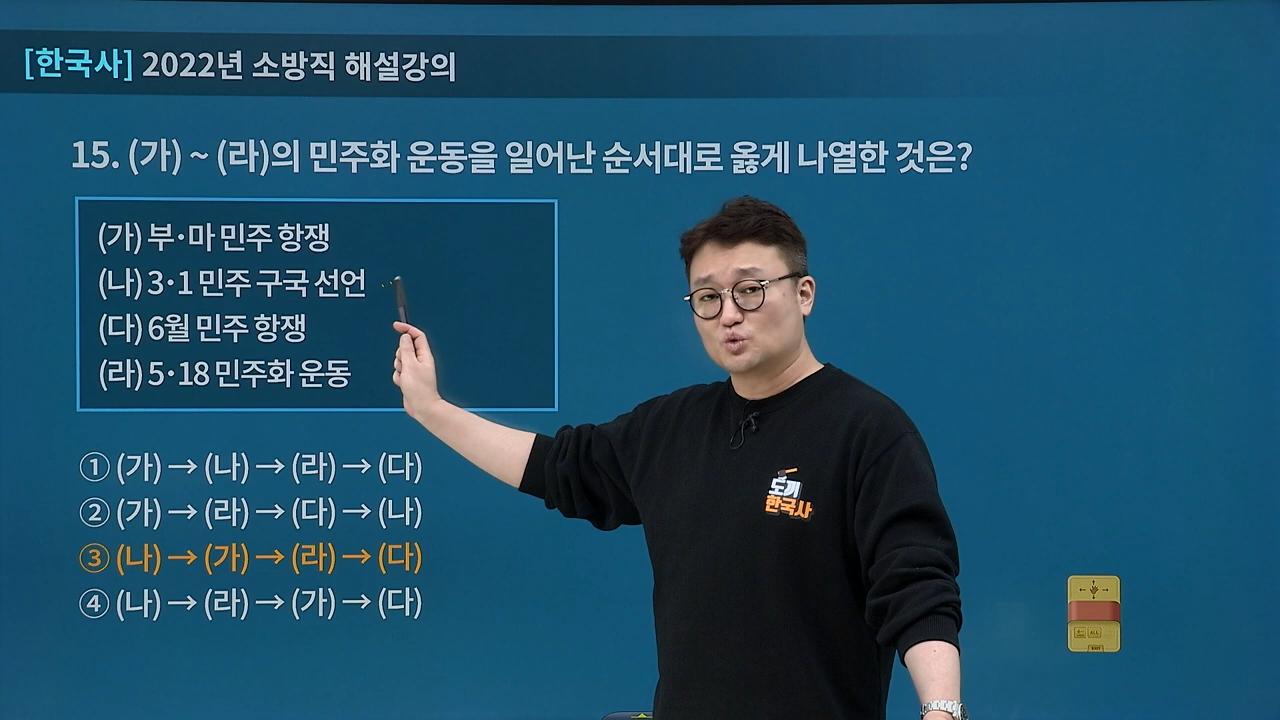 [한국사] 2022년 소방직 해설강의
15. (가) ~ (라)의 민주화 운동을 일어난 순서대로 옳게 나열한 것은?
(가) 부·마 민주 항쟁
(나) 3·1 민주 구국 선언
(다) 6월 민주 항쟁
(라) 5·18 민주화 운동
① (가) → (나) → (라) → (다)
② (가) → (라) → (다) → (나)
③ (나) → (가) → (라) → (다)
④ (나) → (라) → (가) → (다)
도끼
한국사
ALL
EXIT